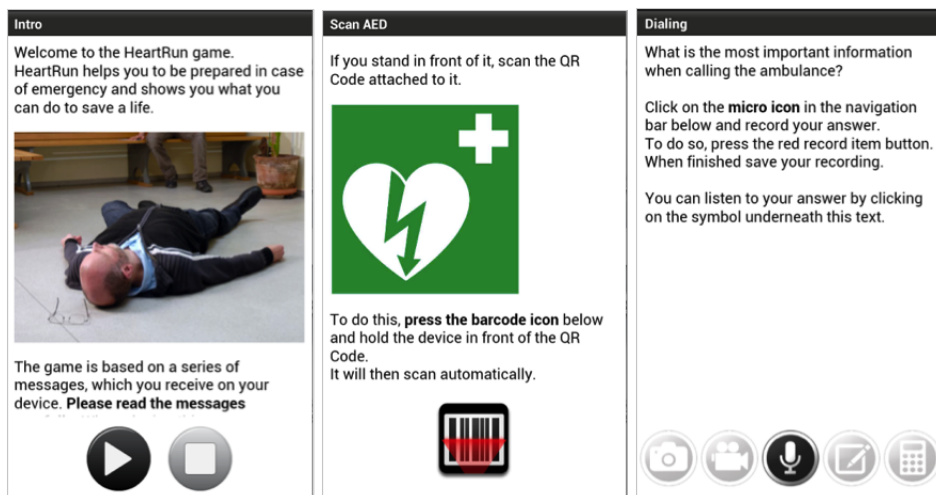 Intro
Welcome to the HeartRun game.
HeartRun helps you to be prepared in case
of emergency and shows you what you
can do to save a life.
The game is based on a series of
messages, which you receive on your
device. Please read the messages
Scan AED
If you stand in front of it, scan the QR
Code attached to it.
To do this, press the barcode icon below
and hold the device in front of the QR
Code.
It will then scan automatically.
Dialing
What is the most important information
when calling the ambulance?
Click on the micro icon in the navigation
bar below and record your answer.
To do so, press the red record item button.
When finished save your recording.
You can listen to your answer by clicking
on the symbol underneath this text.